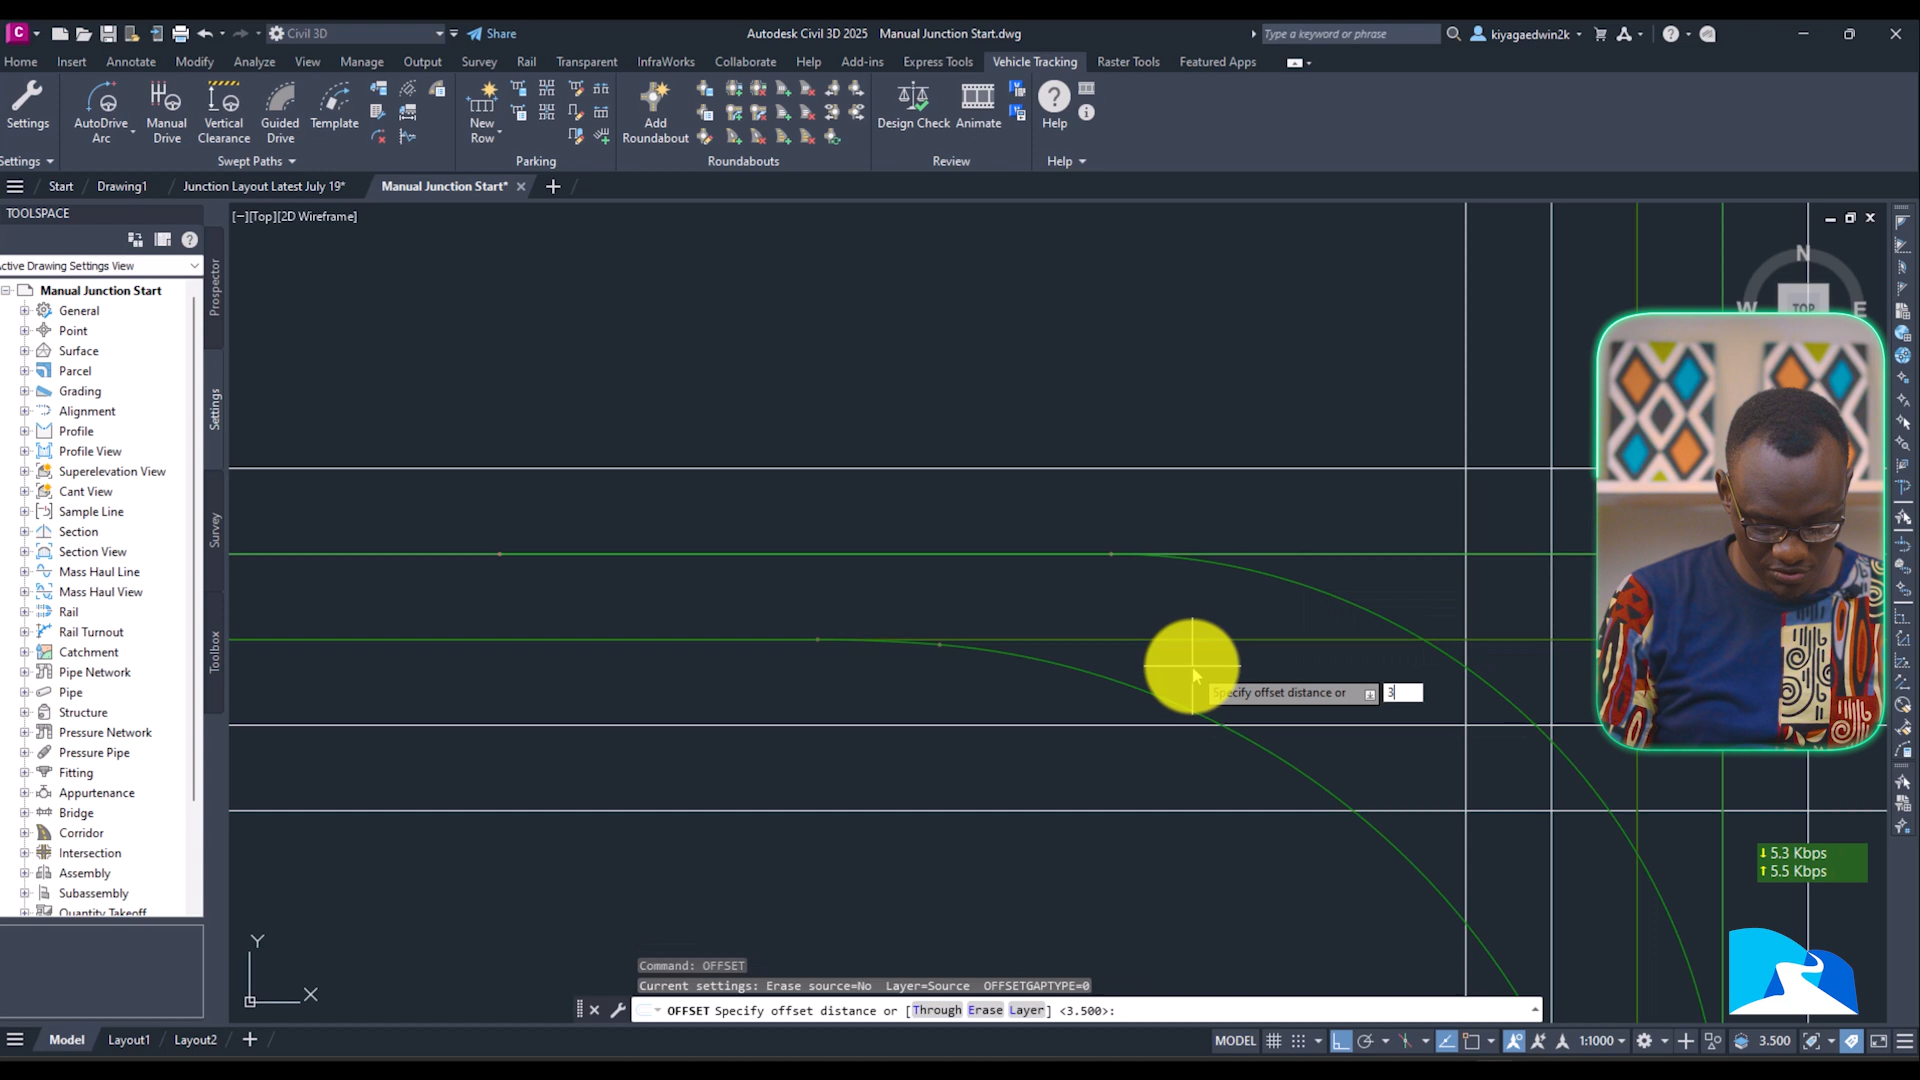 C
Civil 3D
Share
Autodesk Civil 3D 2025 Manual Junction Start.dwg
Type a keyword or phrase
kiyagaedwin2k
Home Insert Annotate Modify Analyze View Manage Output Survey Rail Transparent InfraWorks Collaborate Help Add-ins Express Tools Vehicle Tracking Raster Tools Featured Apps
Settings
AutoDrive
Arc
Manual
Drive
Vertical
Clearance
Guided
Drive
Template
New
Row
Add
Roundabout
Design Check
Animate
Help
Settings
Swept Paths
Parking
Roundabouts
Review
Help
Start
Drawing1
Junction Layout Latest July 19*
Manual Junction Start*
TOOLSPACE
ctive Drawing Settings View
Manual Junction Start
General
Point
Surface
Parcel
Grading
Alignment
Profile
Profile View
Superelevation View
Cant View
Sample Line
Section
Section View
Mass Haul Line
Mass Haul View
Rail
Rail Turnout
Catchment
Pipe Network
Pipe
Structure
Pressure Network
Pressure Pipe
Fitting
Appurtenance
Bridge
Corridor
Intersection
Assembly
Subassembly
Quantity Takeoff
Prospector
Settings
Survey
Toolbox
[−][Top][2D Wireframe]
N
W
TOP
E
Specify offset distance or
3
5.3 Kbps
5.5 Kbps
Y
X
Command: OFFSET
Current settings: Erase source=No Layer=Source OFFSETGAPTYPE=0
OFFSET Specify offset distance or [Through Erase Layer] <3.500>:
Model
Layout1
Layout2
MODEL
1:1000
3.500